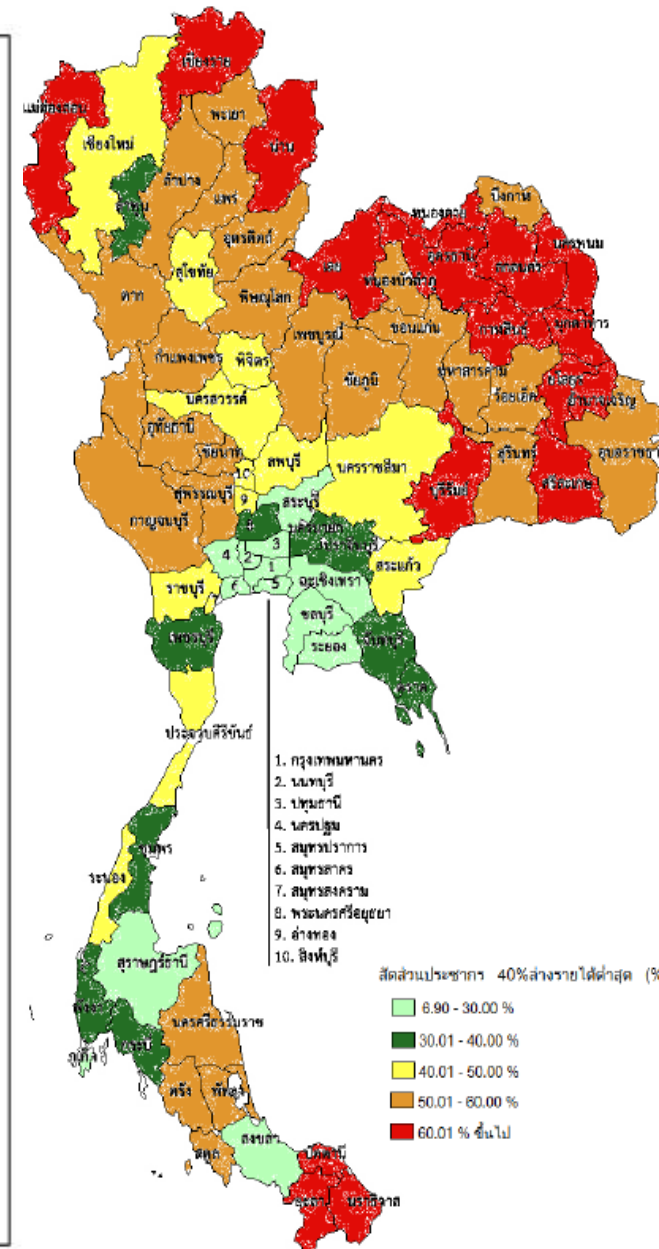 เชียงราย
แม่ฮ่องสอน
พะเยา
เชียงใหม่
น่าน
ลำปาง
ลำพูน
แพร่
บึงกาฬ
หนองคาย
อุตรดิตถ์
นครพนม
อุดรธานี
สกลนคร
เลย
สุโขทัย
หนองบัวลำภู
ตาก
พิษณุโลก
มุกดาหาร
กาฬสินธุ์
ขอนแก่น
เพชรบูรณ์
กำแพงเพชร
พิจิตร
มหาสารคาม
ชัยภูมิ
ยโสธร
ร้อยเอ็ด
อำนาจเจริญ
นครสวรรค์
อุทัยธานี
สุรินทร์
อุบลราชธานี
ชัยนาท
ลพบุรี
นครราชสีมา
10
บุรีรัมย์
ศรีสะเกษ
สุพรรณบุรี
9
สระบุรี
กาญจนบุรี
8
นครนายก
ปราจีนบุรี
3
4
2
1
สระแก้ว
ราชบุรี
6
5
ฉะเชิงเทรา
7
ชลบุรี
เพชรบุรี
จันทบุรี
ระยอง
ตราด
ประจวบคีรีขันธ์
1. กรุงเทพมหานคร
2. นนทบุรี
3. ปทุมธานี
4. นครปฐม
5. สมุทรปราการ
6. สมุทรสาคร
7. สมุทรสงคราม
8. พระนครศรีอยุธยา
9. อ่างทอง
10. สิงห์บุรี
ชุมพร
ระนอง
สุราษฎร์ธานี
พังงา
นครศรีธรรมราช
กระบี่
ภูเก็ต
ตรัง
พัทลุง
สงขลา
สตูล
ปัตตานี
ยะลา
นราธิวาส
สัดส่วนประชากร 40%ล่างรายได้ต่ำสุด (%
6.90 - 30.00 %
30.01 - 40.00 %
40.01 - 50.00 %
50.01 - 60.00 %
60.01 % ขึ้นไป